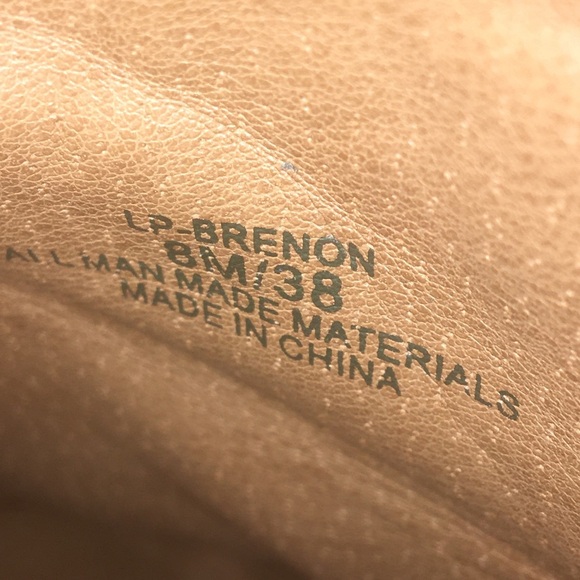 LP-BRENON
8M/38
ALL MAN MADE MATERIALS
MADE IN CHINA